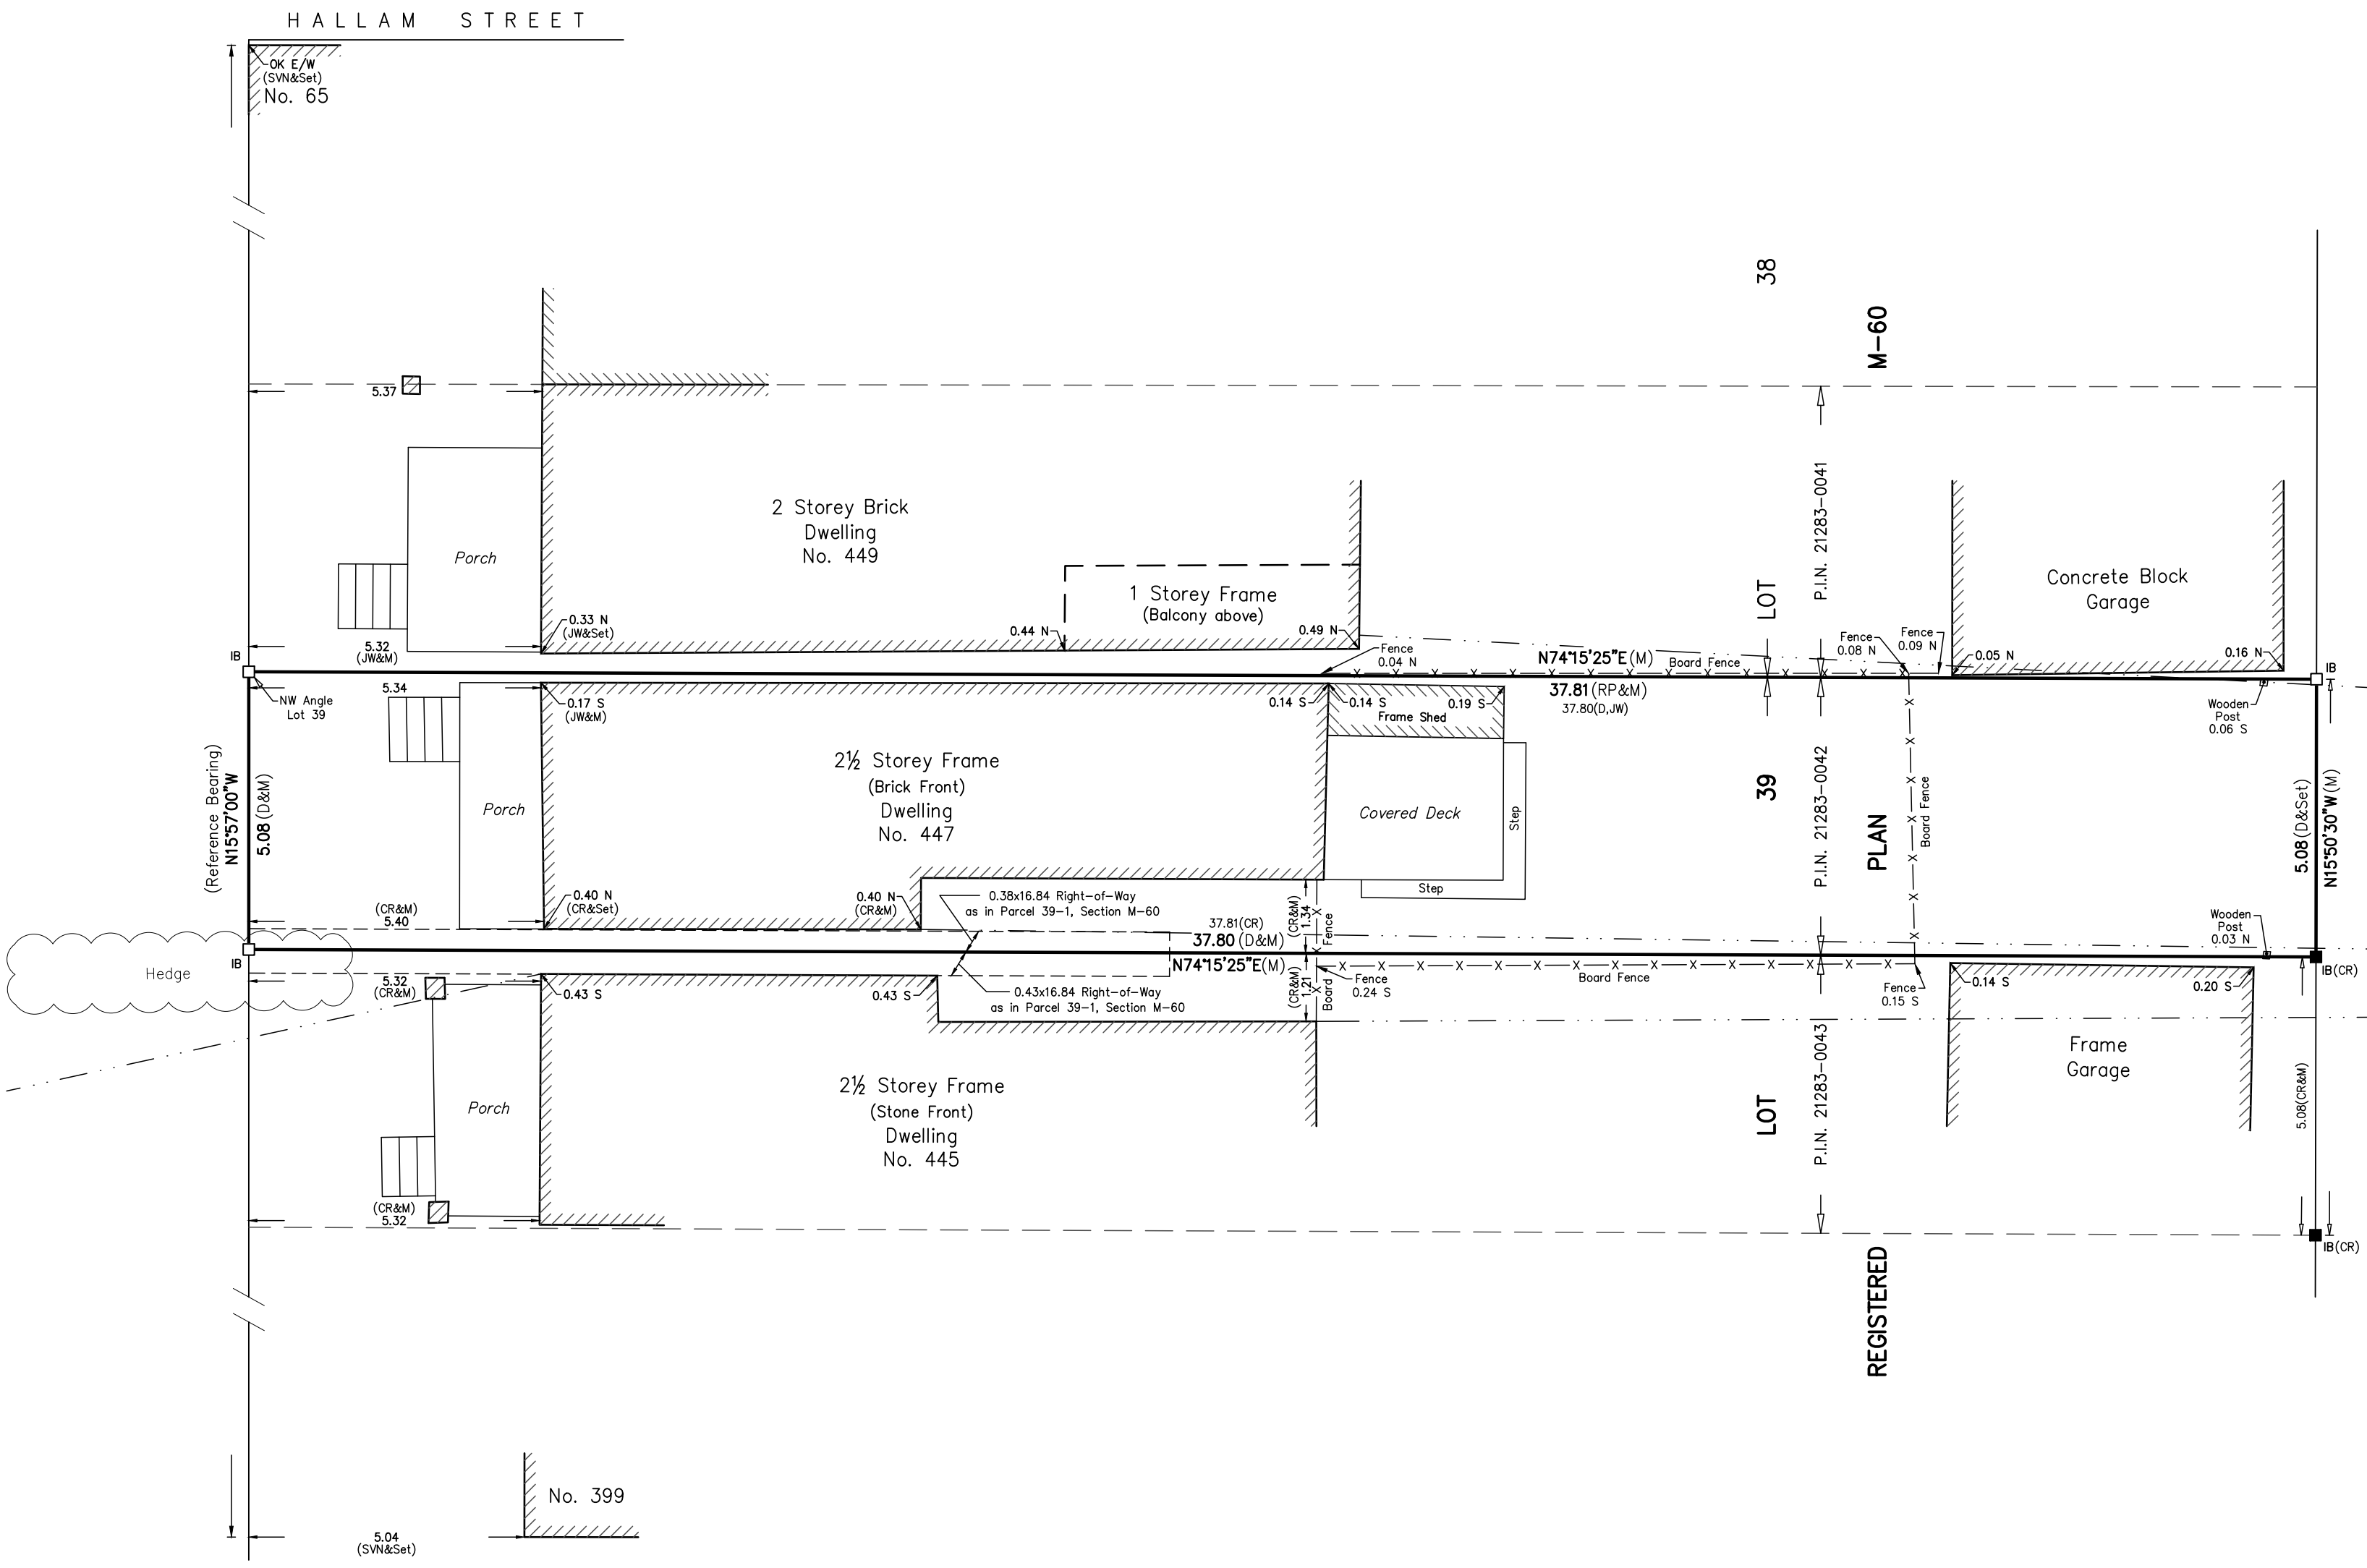 HALLAM STREET
OK E/W
(SVN&Set)
No. 65
38
M-60
5.37
2 Storey Brick
Dwelling
No. 449
Porch
1 Storey Frame
(Balcony above)
P.I.N. 21283-0041
LOT
Concrete Block
Garage
0.33 N
(JW&Set)
0.44 N
0.49 N
5.32
(JW&M)
IB
Fence
0.04 N
N74°15'25"E(M)
Board Fence
Fence
0.08 N
Fence
0.09 N
0.05 N
0.16 N
IB
5.34
NW Angle
Lot 39
0.17 S
(JW&M)
0.14 S
0.14 S
0.19 S
Frame Shed
37.81(RP&M)
37.80(D,JW)
Wooden
Post
0.06 S
(Reference Bearing)
N15°57'00"W
5.08(D&M)
Porch
2½ Storey Frame
(Brick Front)
Dwelling
No. 447
Covered Deck
Step
Step
39
P.I.N. 21283-0042
PLAN
Board Fence
5.08(D&Set)
N15°50'30"W(M)
(CR&M)
5.40
0.40 N
(CR&Set)
0.40 N
(CR&M)
0.38x16.84 Right-of-Way
as in Parcel 39-1, Section M-60
37.81(CR)
37.80(D&M)
N74°15'25"E(M)
(CR&M)
1.34
Board Fence
(CR&M)
1.21
Wooden
Post
0.03 N
IB
Hedge
5.32
(CR&M)
0.43 S
0.43 S
0.43x16.84 Right-of-Way
as in Parcel 39-1, Section M-60
Fence
0.24 S
Board Fence
Fence
0.15 S
0.14 S
0.20 S
IB(CR)
Porch
2½ Storey Frame
(Stone Front)
Dwelling
No. 445
LOT
P.I.N. 21283-0043
Frame
Garage
5.08(CR&M)
(CR&M)
5.32
IB(CR)
REGISTERED
No. 399
5.04
(SVN&Set)